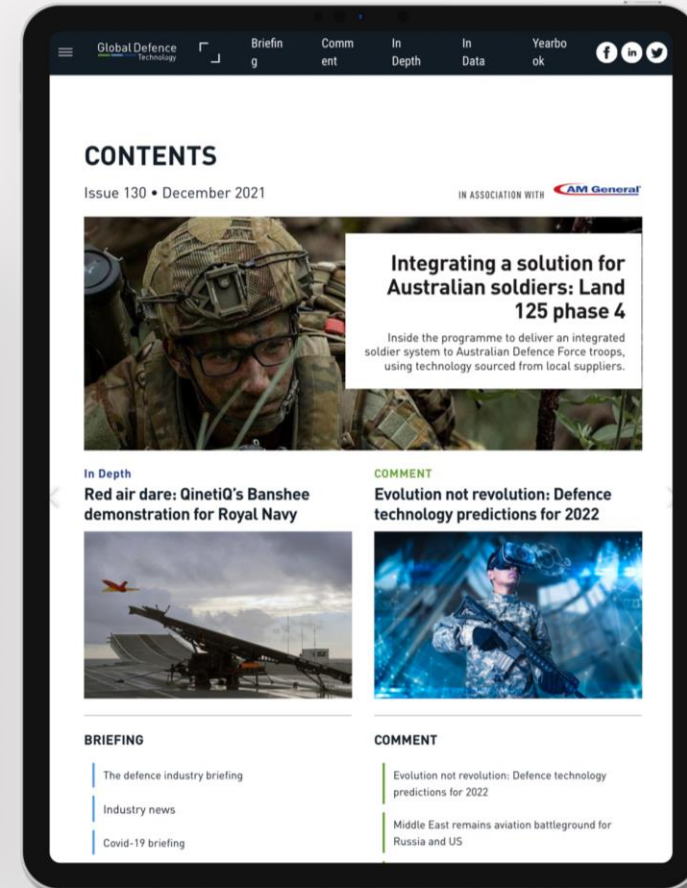 Global Defence
Technology
Briefin
g
Comm
ent
In
Depth
In
Data
Yearbo
ok
f
in
CONTENTS
Issue 130 • December 2021
IN ASSOCIATION WITH
AM General
Integrating a solution for
Australian soldiers: Land
125 phase 4
Inside the programme to deliver an integrated
soldier system to Australian Defence Force troops,
using technology sourced from local suppliers.
In Depth
Red air dare: QinetiQ's Banshee
demonstration for Royal Navy
COMMENT
Evolution not revolution: Defence
technology predictions for 2022
BRIEFING
The defence industry briefing
Industry news
Covid-19 briefing
COMMENT
Evolution not revolution: Defence technology
predictions for 2022
Middle East remains aviation battleground for
Russia and US